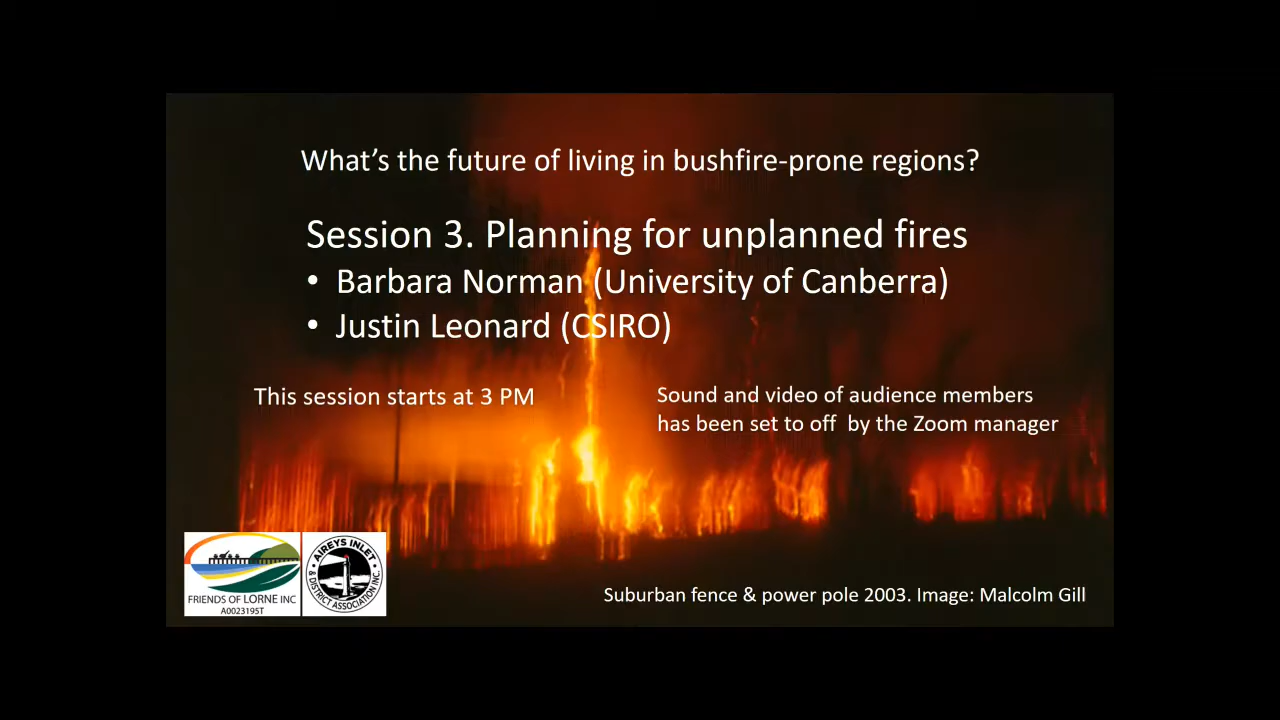 What's the future of living in bushfire-prone regions?
Session 3. Planning for unplanned fires
• Barbara Norman (University of Canberra)
• Justin Leonard (CSIRO)
This session starts at 3 PM
Sound and video of audience members
has been set to off by the Zoom manager
FRIENDS OF LORNE INC
A0023195T
AIREYS INLET
& DISTRICT ASSOCIATION INC.
Suburban fence & power pole 2003. Image: Malcolm Gill